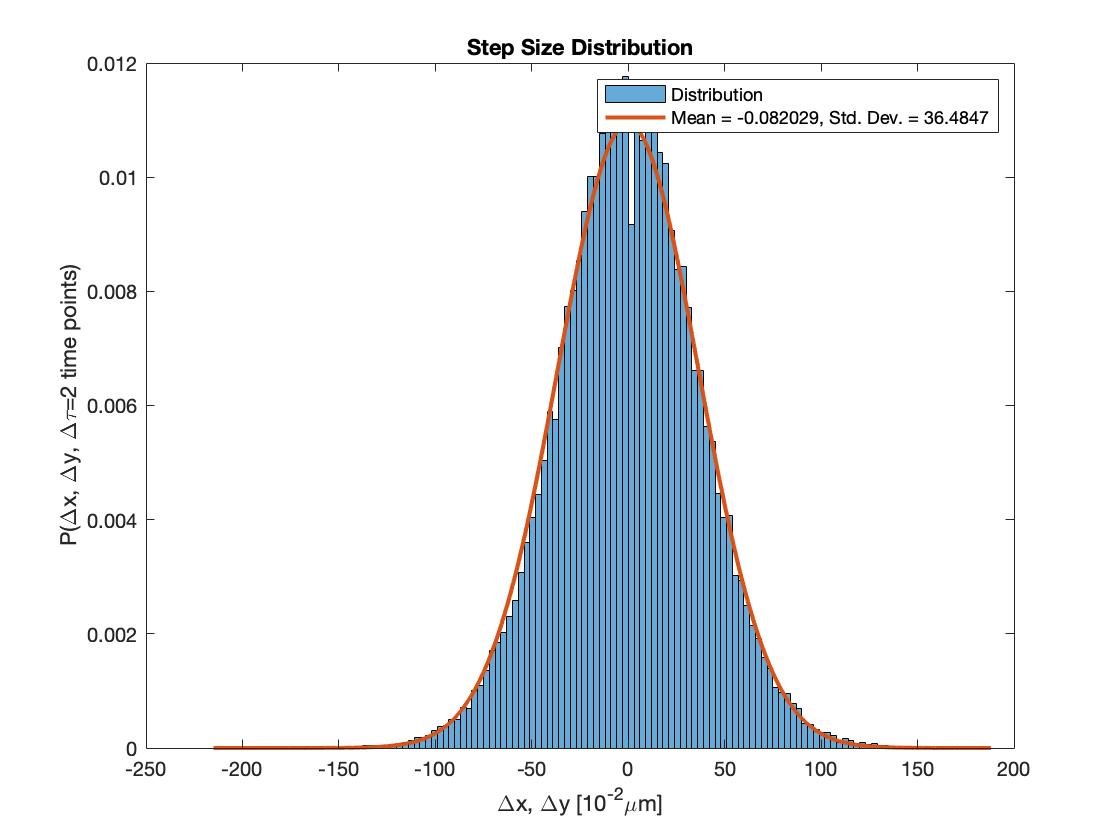 Step Size Distribution
0.012
0.01
0.008
0.006
0.004
0.002
0
P(Δx, Δy, Δτ=2 time points)
Distribution
Mean = -0.082029, Std. Dev. = 36.4847
-250 -200 -150 -100 -50 0 50 100 150 200
Δx, Δy [10⁻²μm]